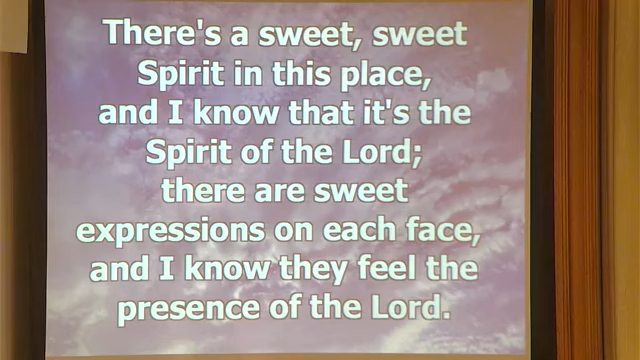 There's a sweet, sweet
Spirit in this place,
and I know that it's the
Spirit of the Lord;
there are sweet
expressions on each face,
and I know they feel the
presence of the Lord.